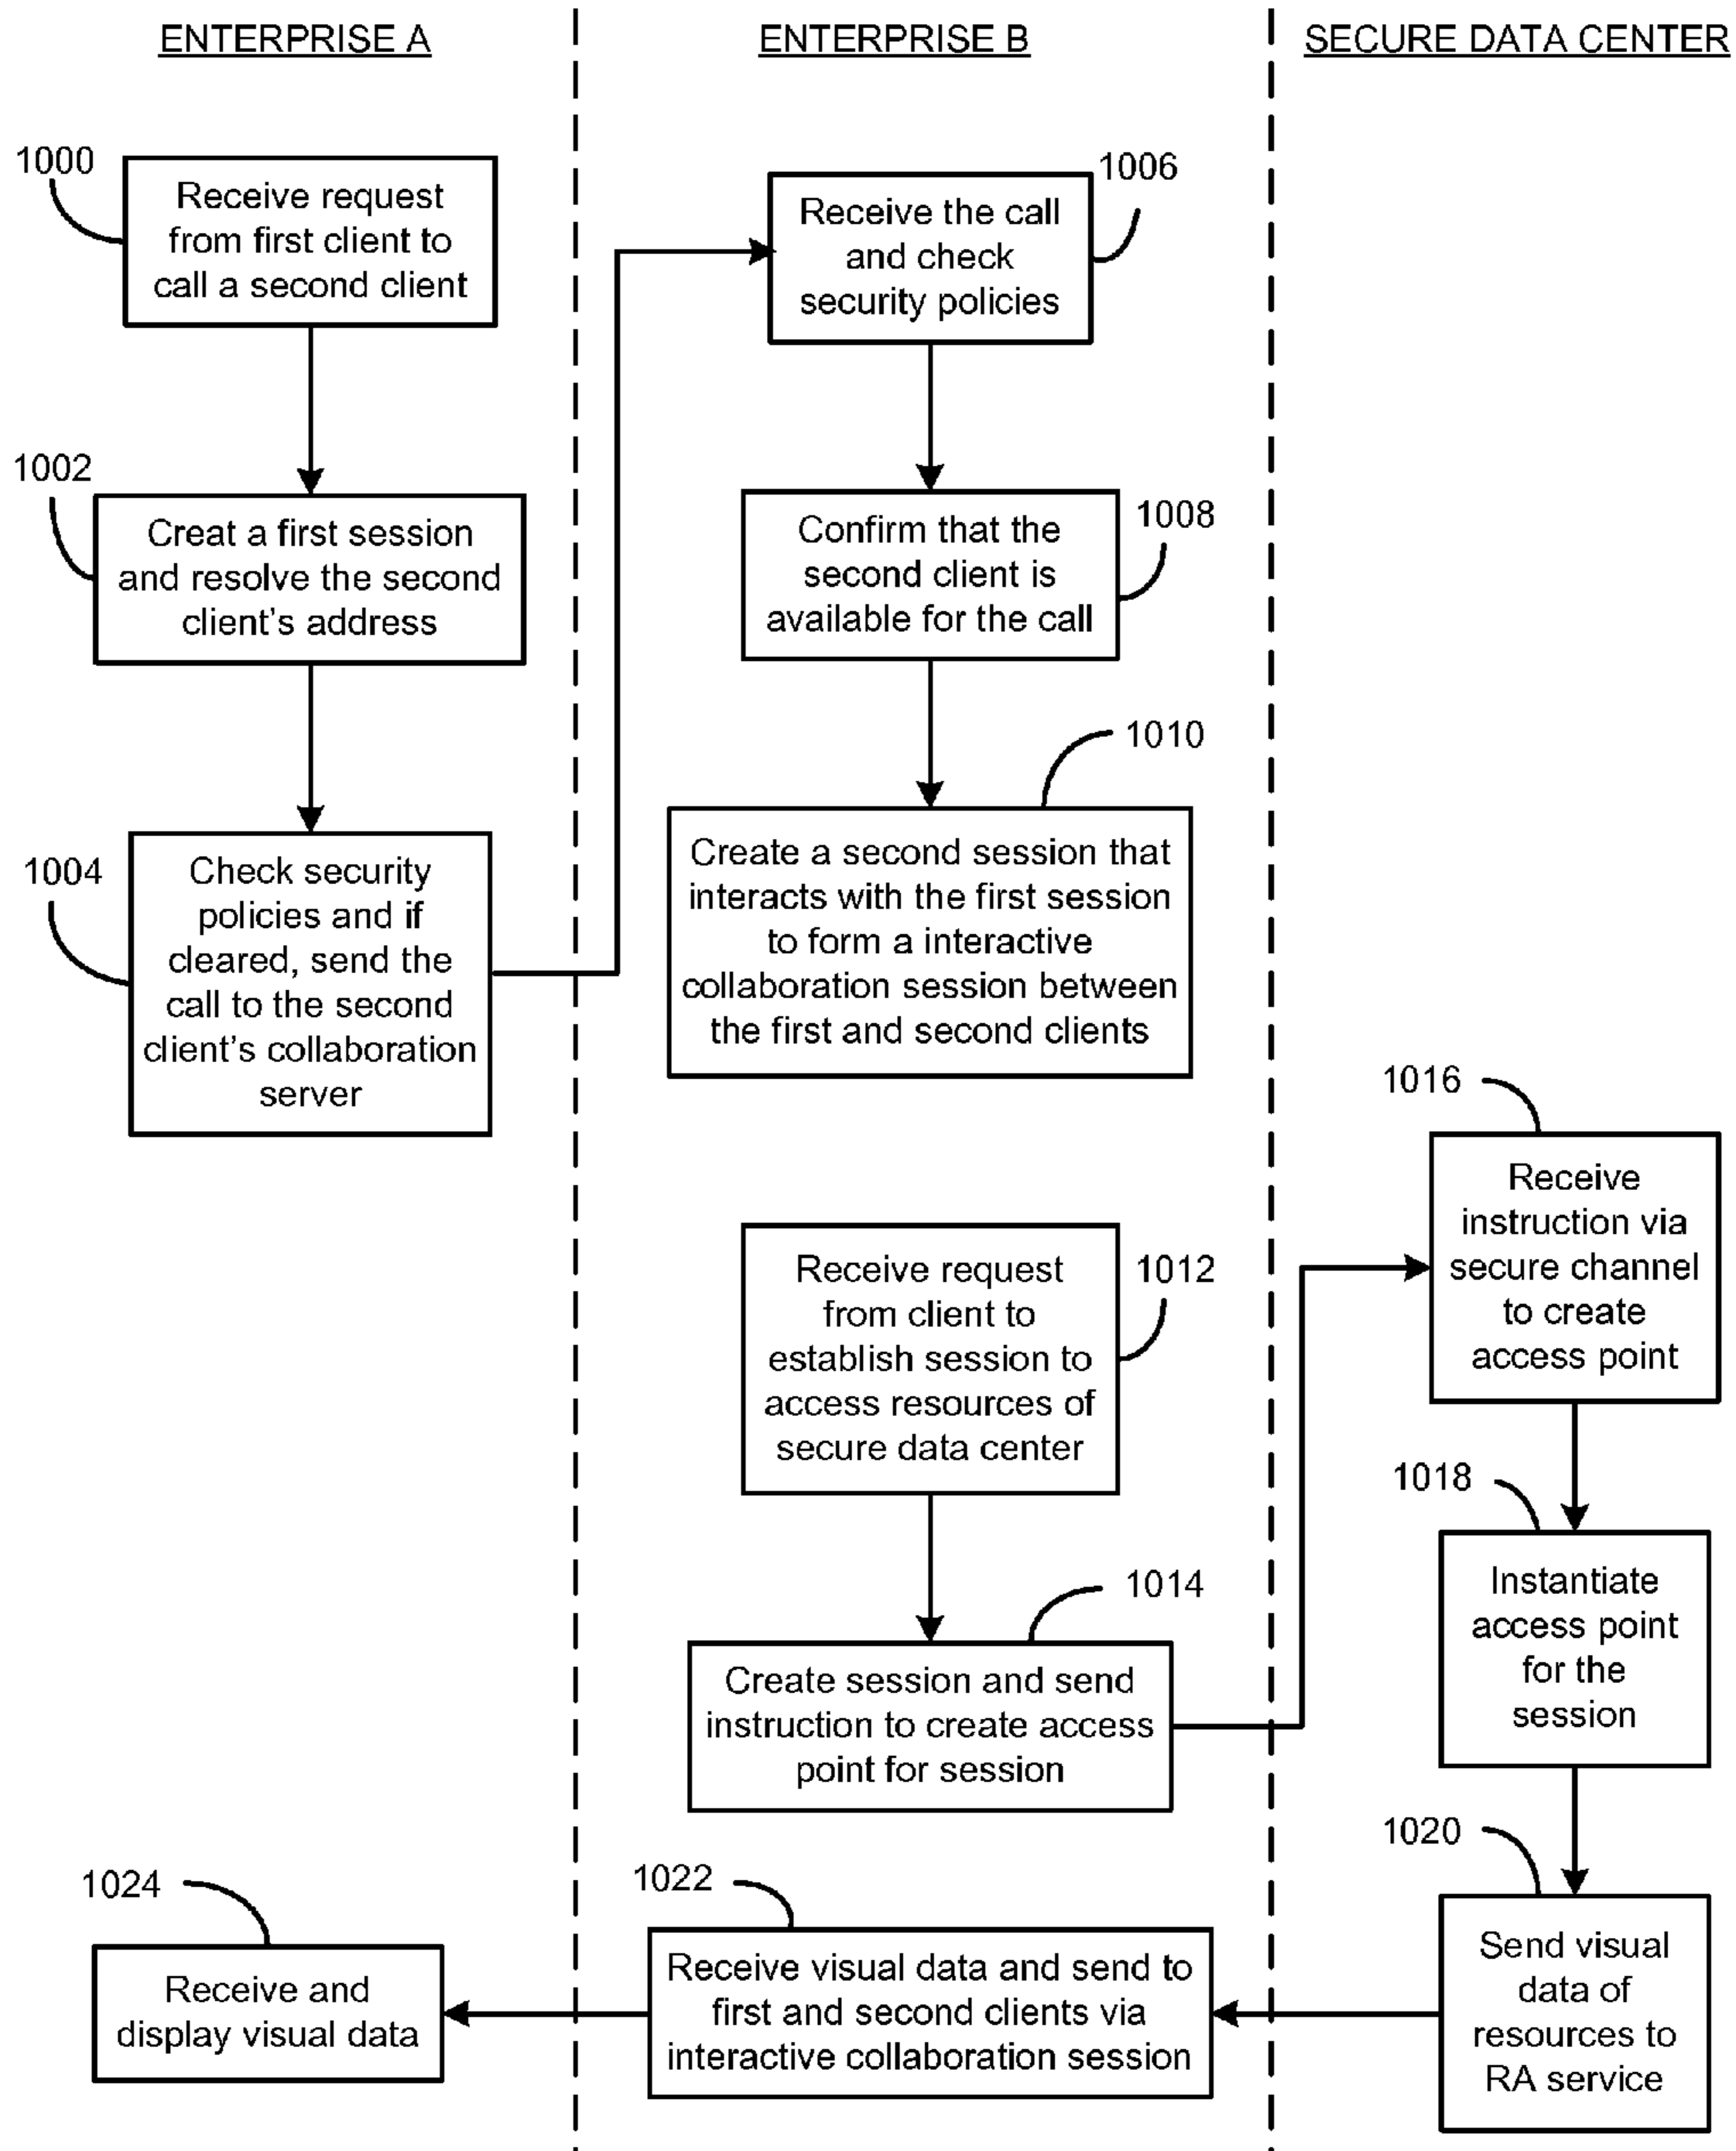 ENTERPRISE A
ENTERPRISE B
SECURE DATA CENTER
1000
Receive request
from first client to
call a second client
1002
Creat a first session
and resolve the second
client's address
1004
Check security
policies and if
cleared, send the
call to the second
client's collaboration
server
1006
Receive the call
and check
security policies
1008
Confirm that the
second client is
available for the call
1010
Create a second session that
interacts with the first session
to form a interactive
collaboration session between
the first and second clients
1012
Receive request
from client to
establish session to
access resources of
secure data center
1014
Create session and send
instruction to create access
point for session
1016
Receive
instruction via
secure channel
to create
access point
1018
Instantiate
access point
for the
session
1020
Send visual
data of
resources to
RA service
1022
Receive visual data and send to
first and second clients via
interactive collaboration session
1024
Receive and
display visual data